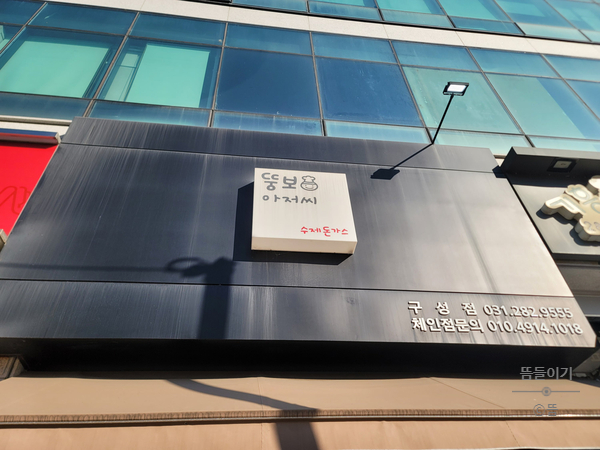 뚱보
아저씨
수제돈가스
구성점 031.282.9555
체인점문의 010.4914.1018
뜸들이기
@뜸